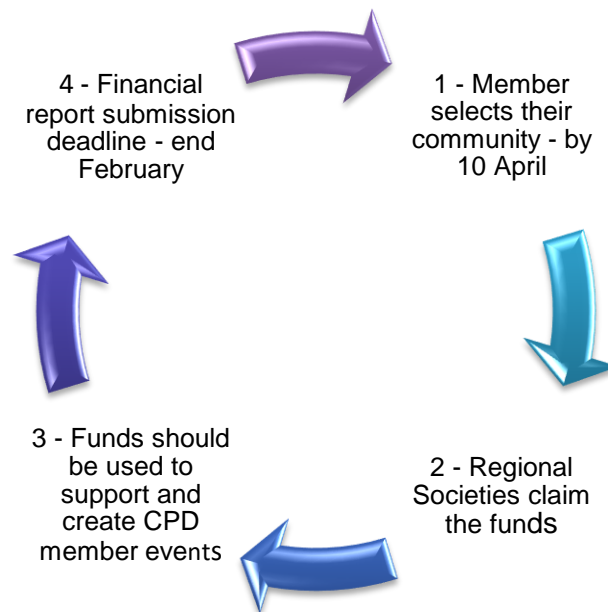 1 - Member
selects their
community - by
10 April
2 - Regional
Societies claim
the funds
3 - Funds should
be used to
support and
create CPD
member events
4 - Financial
report submission
deadline - end
February